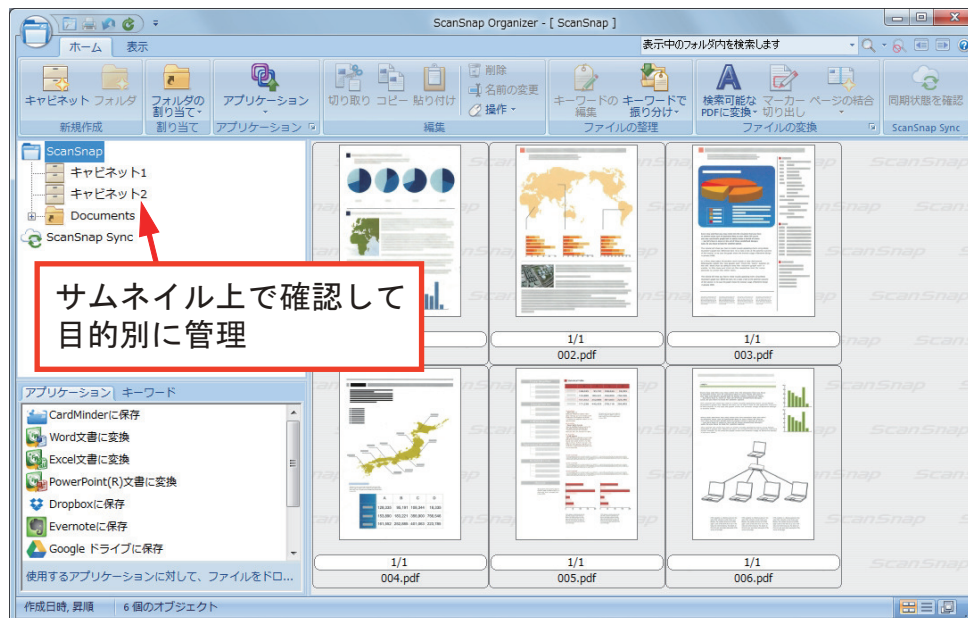 ScanSnap Organizer - [ ScanSnap ]
ホーム 表示
表示中のフォルダ内を検索します
キャビネット フォルダ
フォルダの
割り当て
アプリケーション
切り取り コピー 貼り付け
削除
名前の変更
操作
キーワードの
編集
キーワードで
振り分け
検索可能な
PDFに変換
マーカー
切り出し
ページの結合
同期状態を確認
新規作成 割り当て アプリケーション 編集 ファイルの整理 ファイルの変換 ScanSnap Sync
ScanSnap
キャビネット1
キャビネット2
Documents
ScanSnap Sync
サムネイル上で確認して
目的別に管理
1/1
002.pdf
1/1
003.pdf
アプリケーション キーワード
CardMinderに保存
Word文書に変換
Excel文書に変換
PowerPoint(R)文書に変換
Dropboxに保存
Evernoteに保存
Google ドライブに保存
使用するアプリケーションに対して、ファイルをドロ...
1/1
004.pdf
1/1
005.pdf
1/1
006.pdf
作成日時, 昇順 6 個のオブジェクト